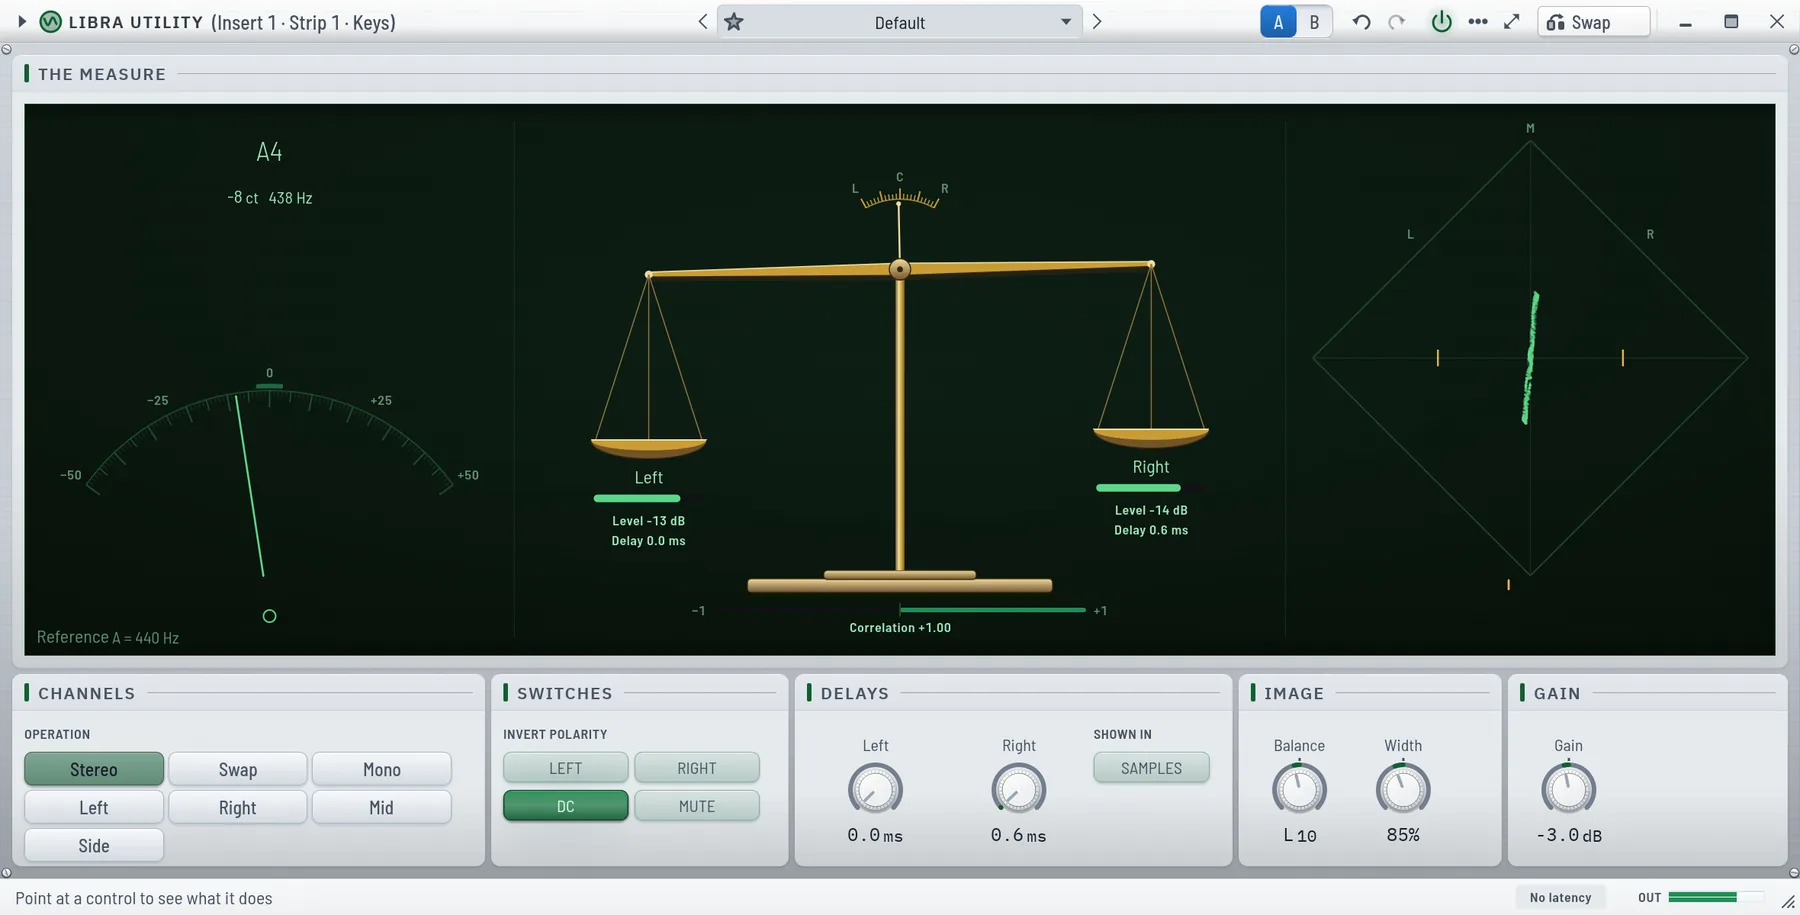 LIBRA UTILITY (Insert 1 · Strip 1 · Keys)
Default
A B
Swap
THE MEASURE
A4
-8 ct 438 Hz
0
-25 +25
-50 +50
Reference A = 440 Hz
L C R
Left
Level -13 dB
Delay 0.0 ms
Right
Level -14 dB
Delay 0.6 ms
-1 +1
Correlation +1.00
M
L R
CHANNELS
OPERATION
Stereo Swap Mono
Left Right Mid
Side
SWITCHES
INVERT POLARITY
LEFT RIGHT
DC MUTE
DELAYS
Left Right SHOWN IN
SAMPLES
0.0 ms 0.6 ms
IMAGE
Balance Width
L 10 85%
GAIN
Gain
-3.0 dB
Point at a control to see what it does
No latency OUT